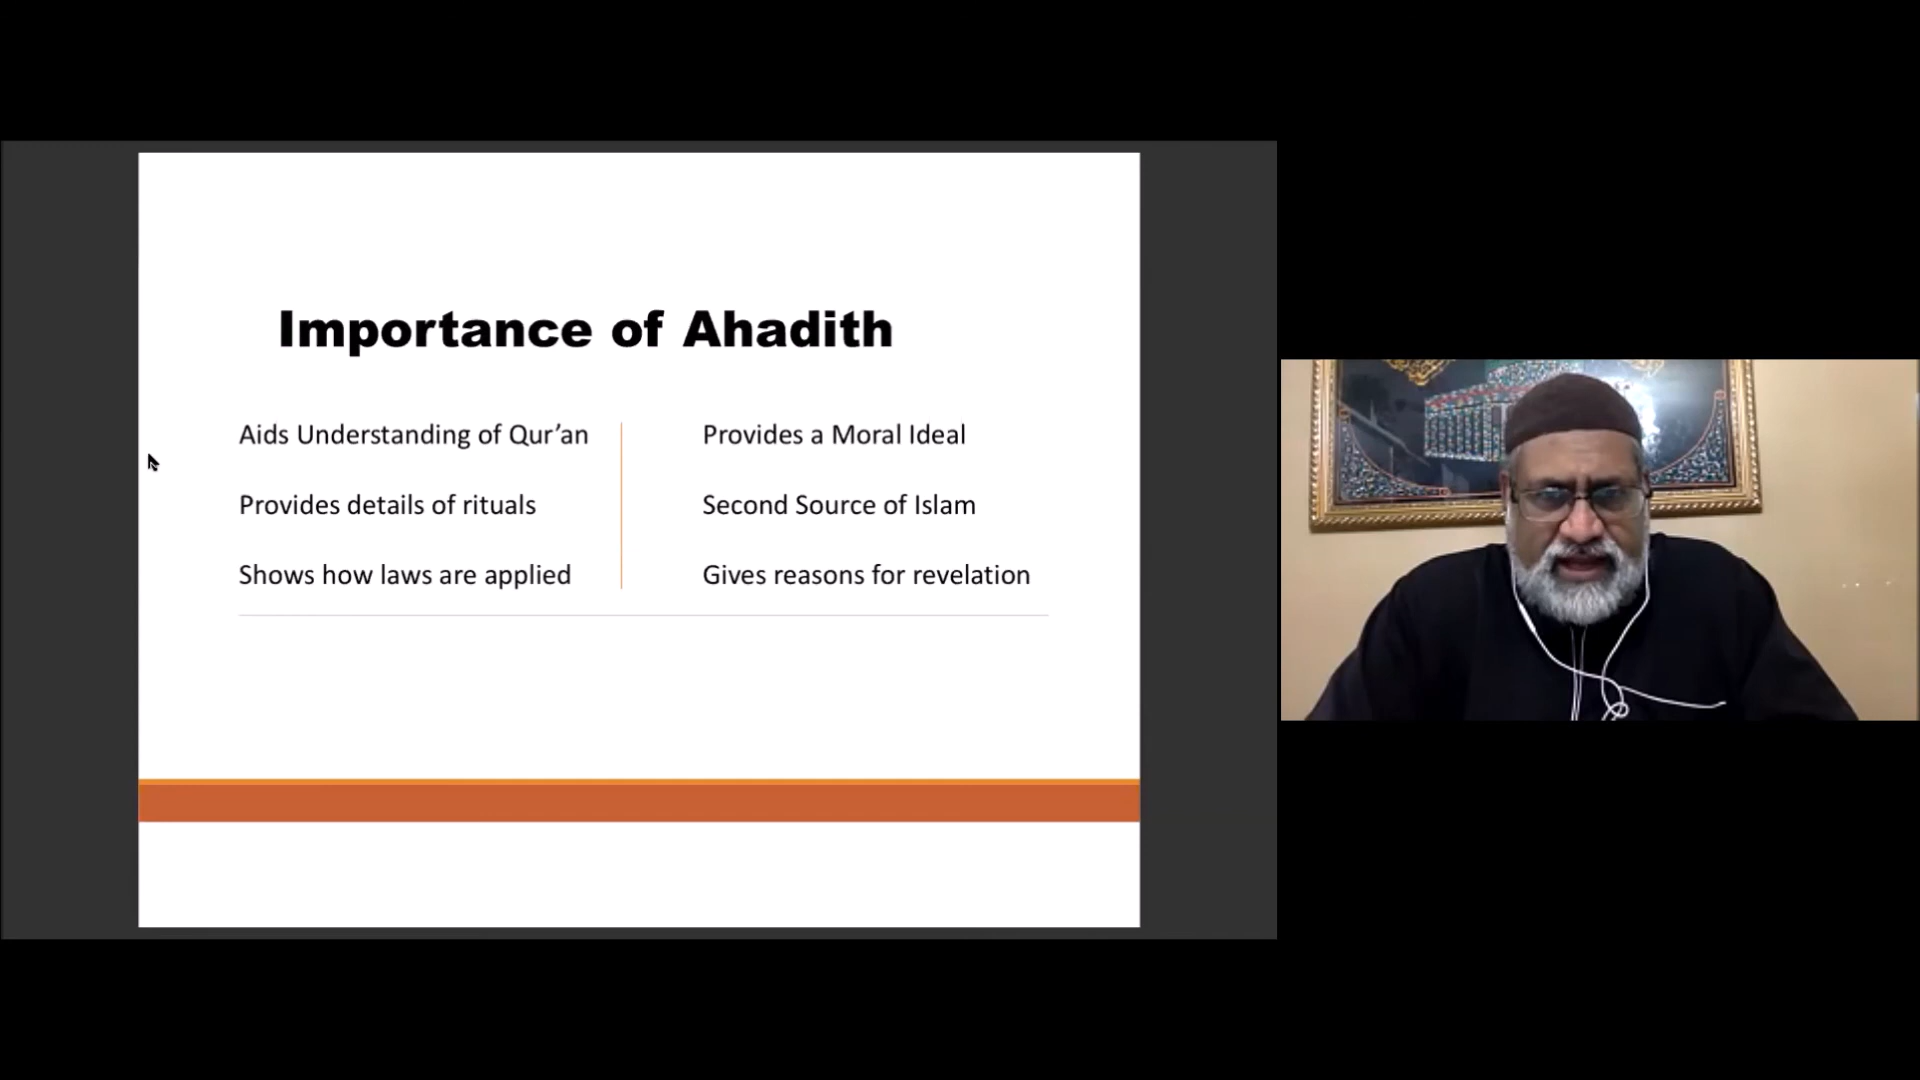 Importance of Ahadith
Aids Understanding of Qur’an
Provides details of rituals
Shows how laws are applied
Provides a Moral Ideal
Second Source of Islam
Gives reasons for revelation